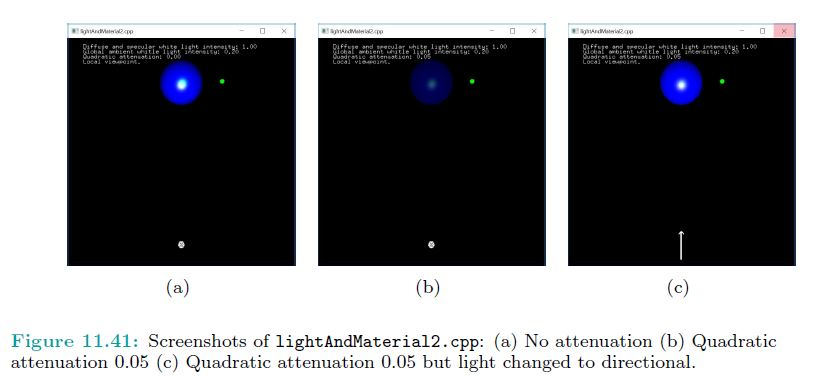 lightAndMaterial2.cpp
Diffuse and specular white light intensity: 1.00
Global ambient whitle light intensity: 0.20
Quadratic attenuation: 0.00
Local viewpoint.
lightAndMaterial2.cpp
Diffuse and specular white light intensity: 1.00
Global ambient whitle light intensity: 0.20
Quadratic attenuation: 0.05
Local viewpoint.
lightAndMaterial2.cpp
Diffuse and specular white light intensity: 1.00
Global ambient whitle light intensity: 0.20
Quadratic attenuation: 0.05
Local viewpoint.
(a)
(b)
(c)
Figure 11.41: Screenshots of lightAndMaterial2.cpp: (a) No attenuation (b) Quadratic
attenuation 0.05 (c) Quadratic attenuation 0.05 but light changed to directional.